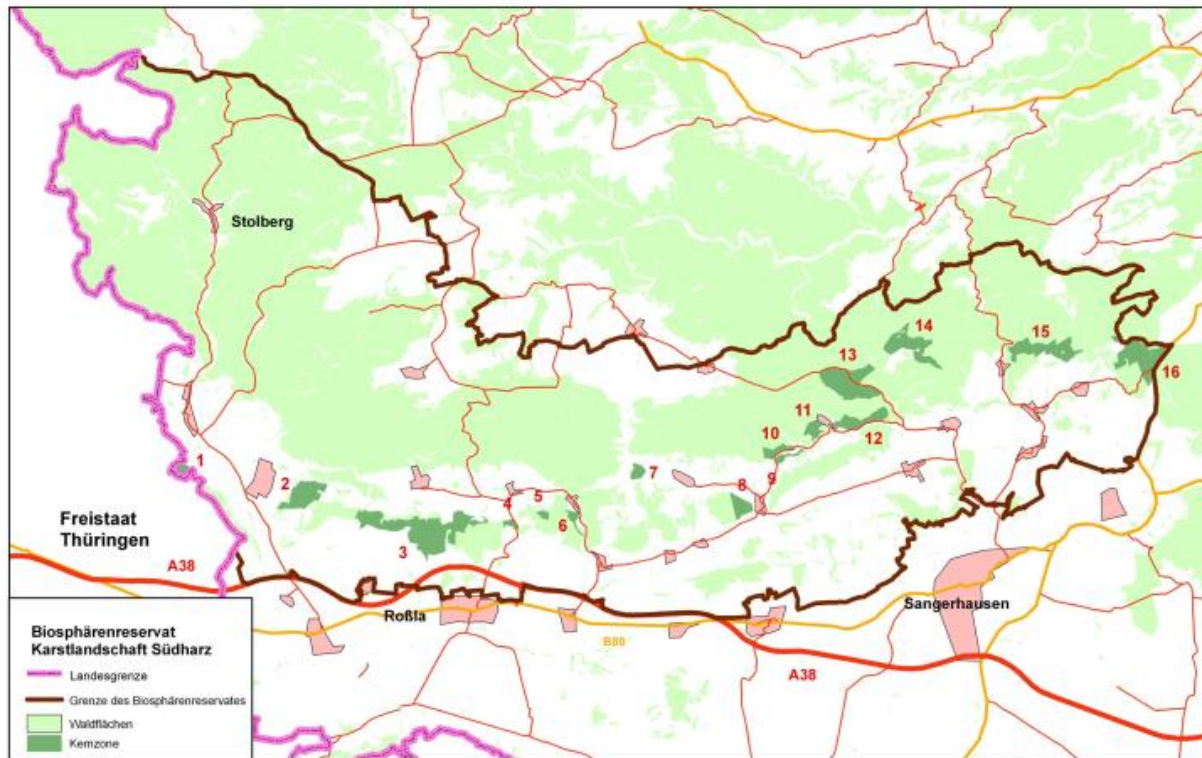 Stolberg
14
15
13
16
11
12
10
1
2
7
9
8
5
4
6
3
Freistaat
Thüringen
A38
Roßla
Sangerhausen
B80
A38
Biosphärenreservat
Karstlandschaft Südharz
Landesgrenze
Grenze des Biosphärenreservates
Waldflächen
Kernzone